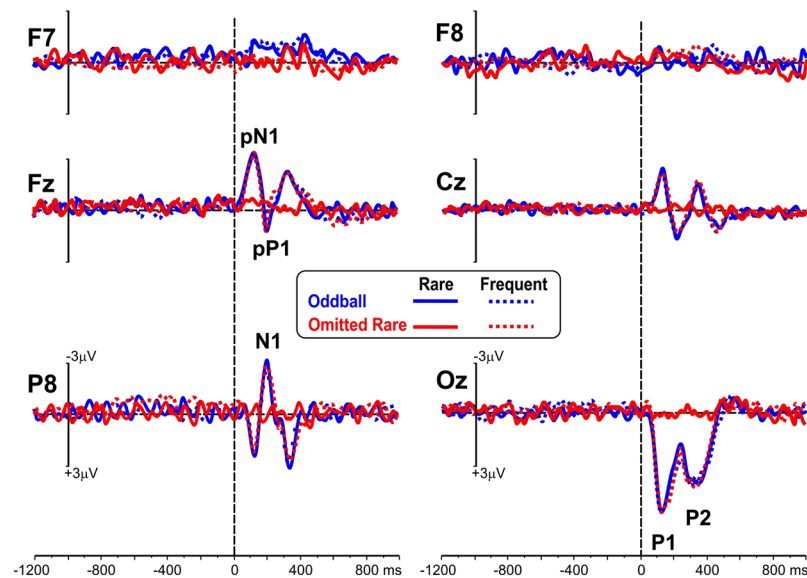 F7
F8
pN1
Fz
Cz
pP1
Rare Frequent
Oddball
Omitted Rare
N1
-3µV
-3µV
P8
Oz
+3µV
+3µV
P2
P1
-1200 -800 -400 0 400 800 ms
-1200 -800 -400 0 400 800 ms